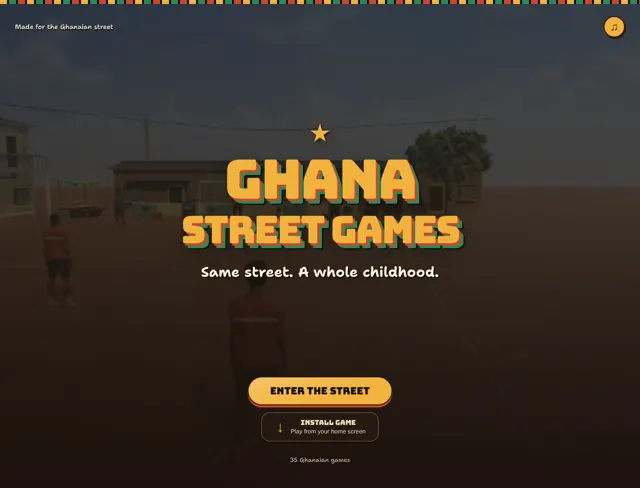 Made for the Ghanaian street
GHANA
STREET GAMES
Same street. A whole childhood.
ENTER THE STREET
INSTALL GAME
Play from your home screen
35 Ghanaian games